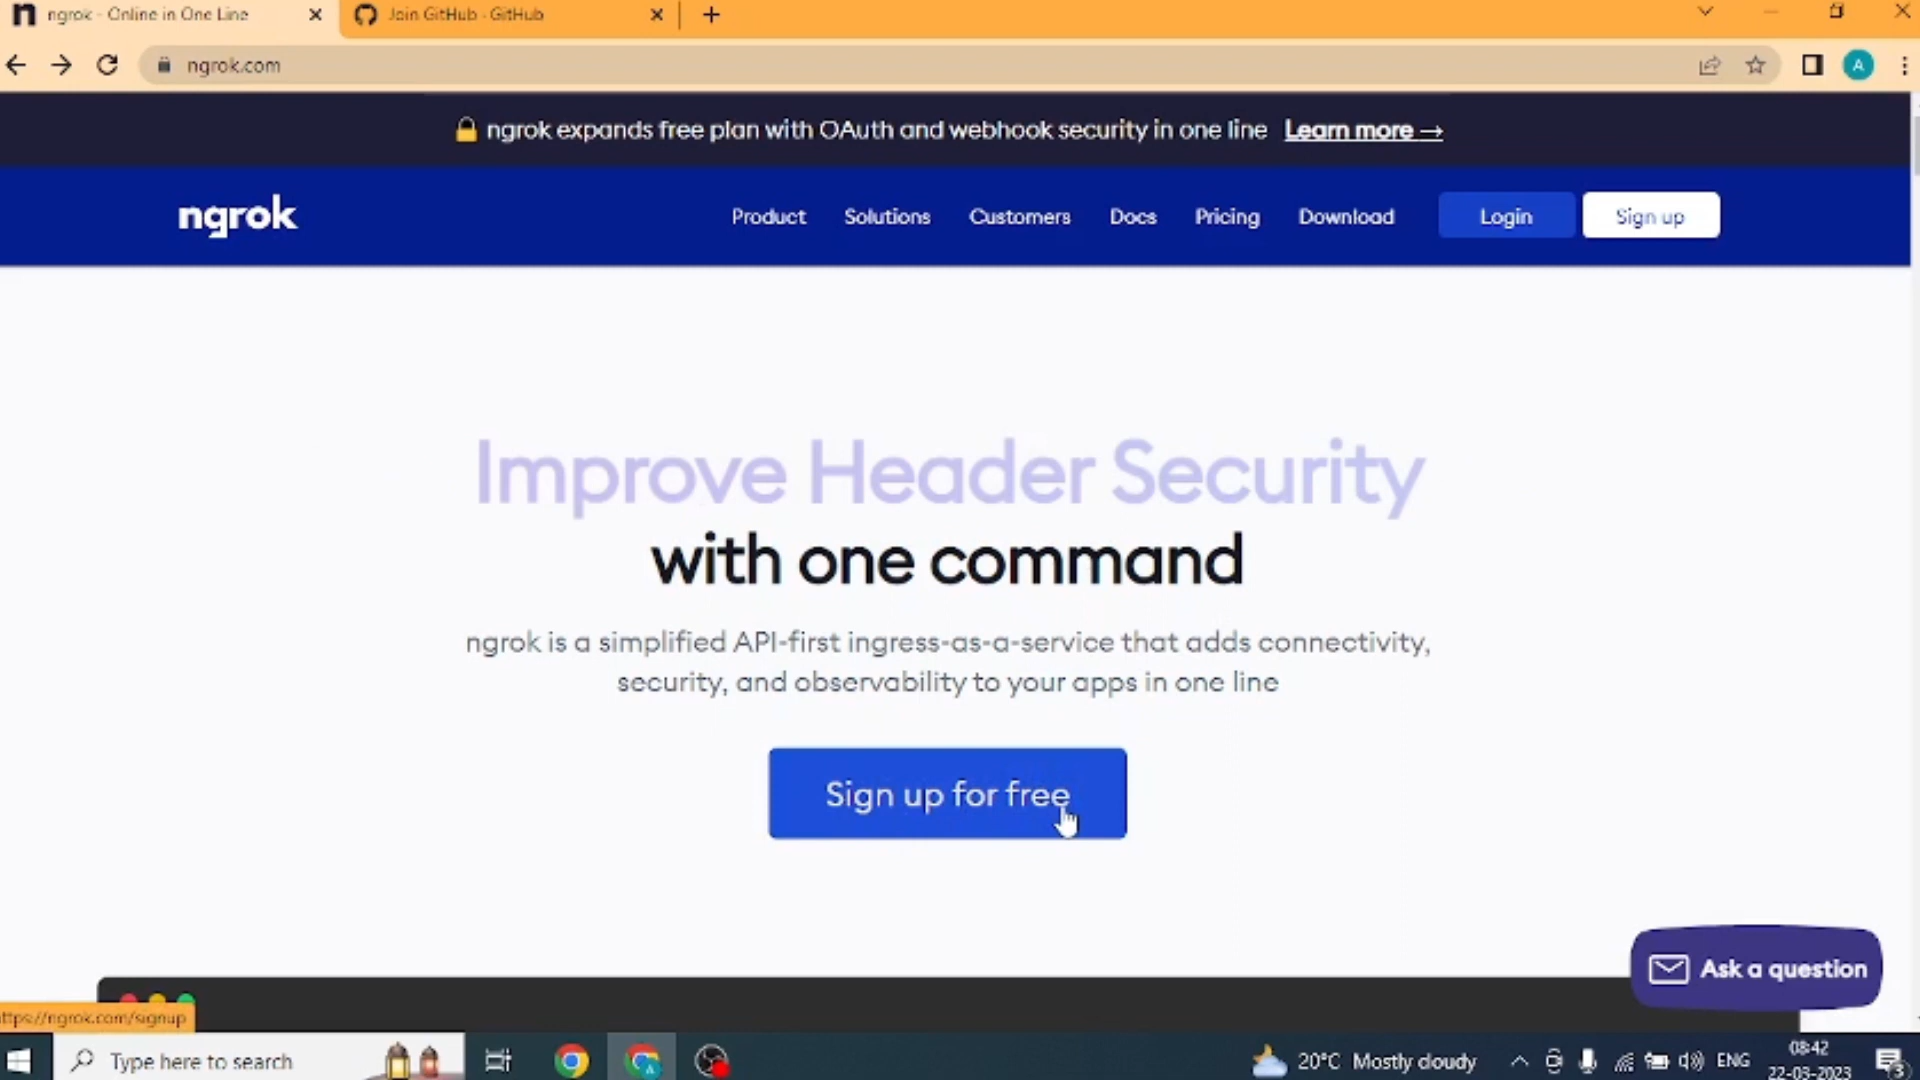 ngrok - Online in One Line
Join GitHub · GitHub
ngrok.com
A
ngrok expands free plan with OAuth and webhook security in one line Learn more →
ngrok
Product Solutions Customers Docs Pricing Download Login Sign up
Improve Header Security
with one command
ngrok is a simplified API-first ingress-as-a-service that adds connectivity,
security, and observability to your apps in one line
Sign up for free
Ask a question
ttps://ngrok.com/signup
Type here to search
20°C Mostly cloudy
ENG
08:42
22-03-2023
3